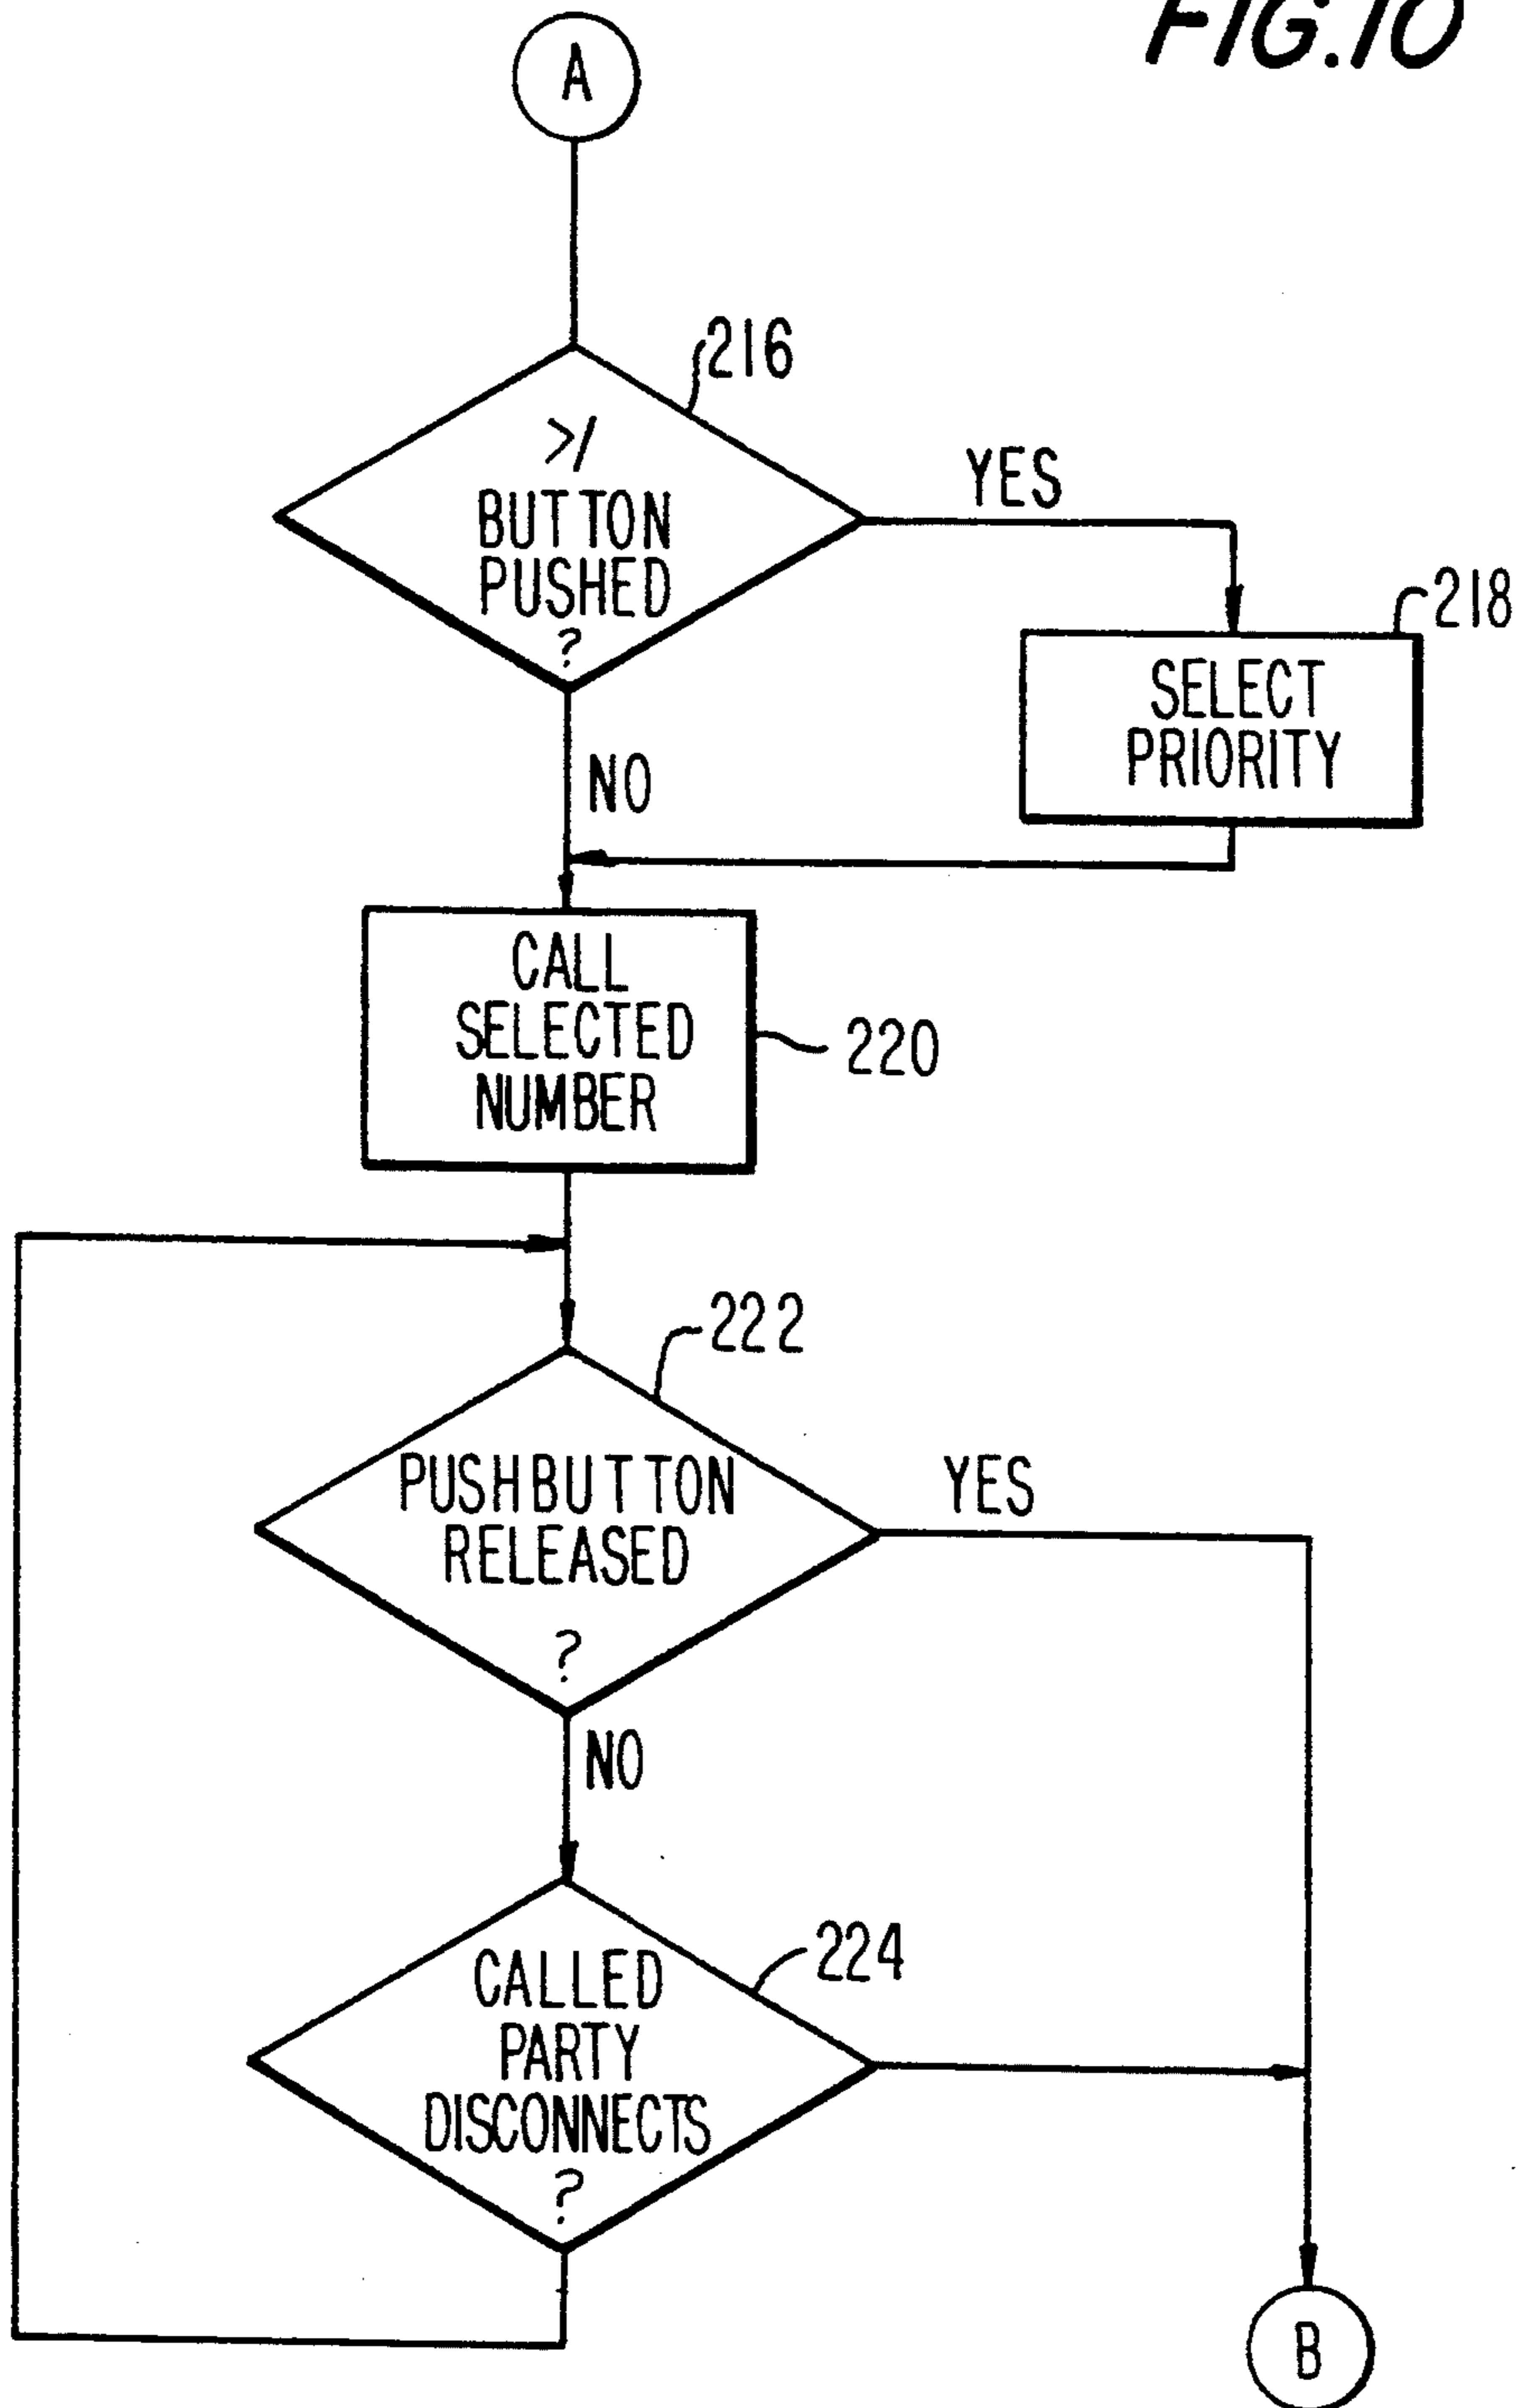 FIG. 10
A
216
>1
BUTTON
PUSHED
?
YES
218
SELECT
PRIORITY
NO
CALL
SELECTED
NUMBER
220
222
PUSHBUTTON
RELEASED
?
YES
NO
224
CALLED
PARTY
DISCONNECTS
?
B